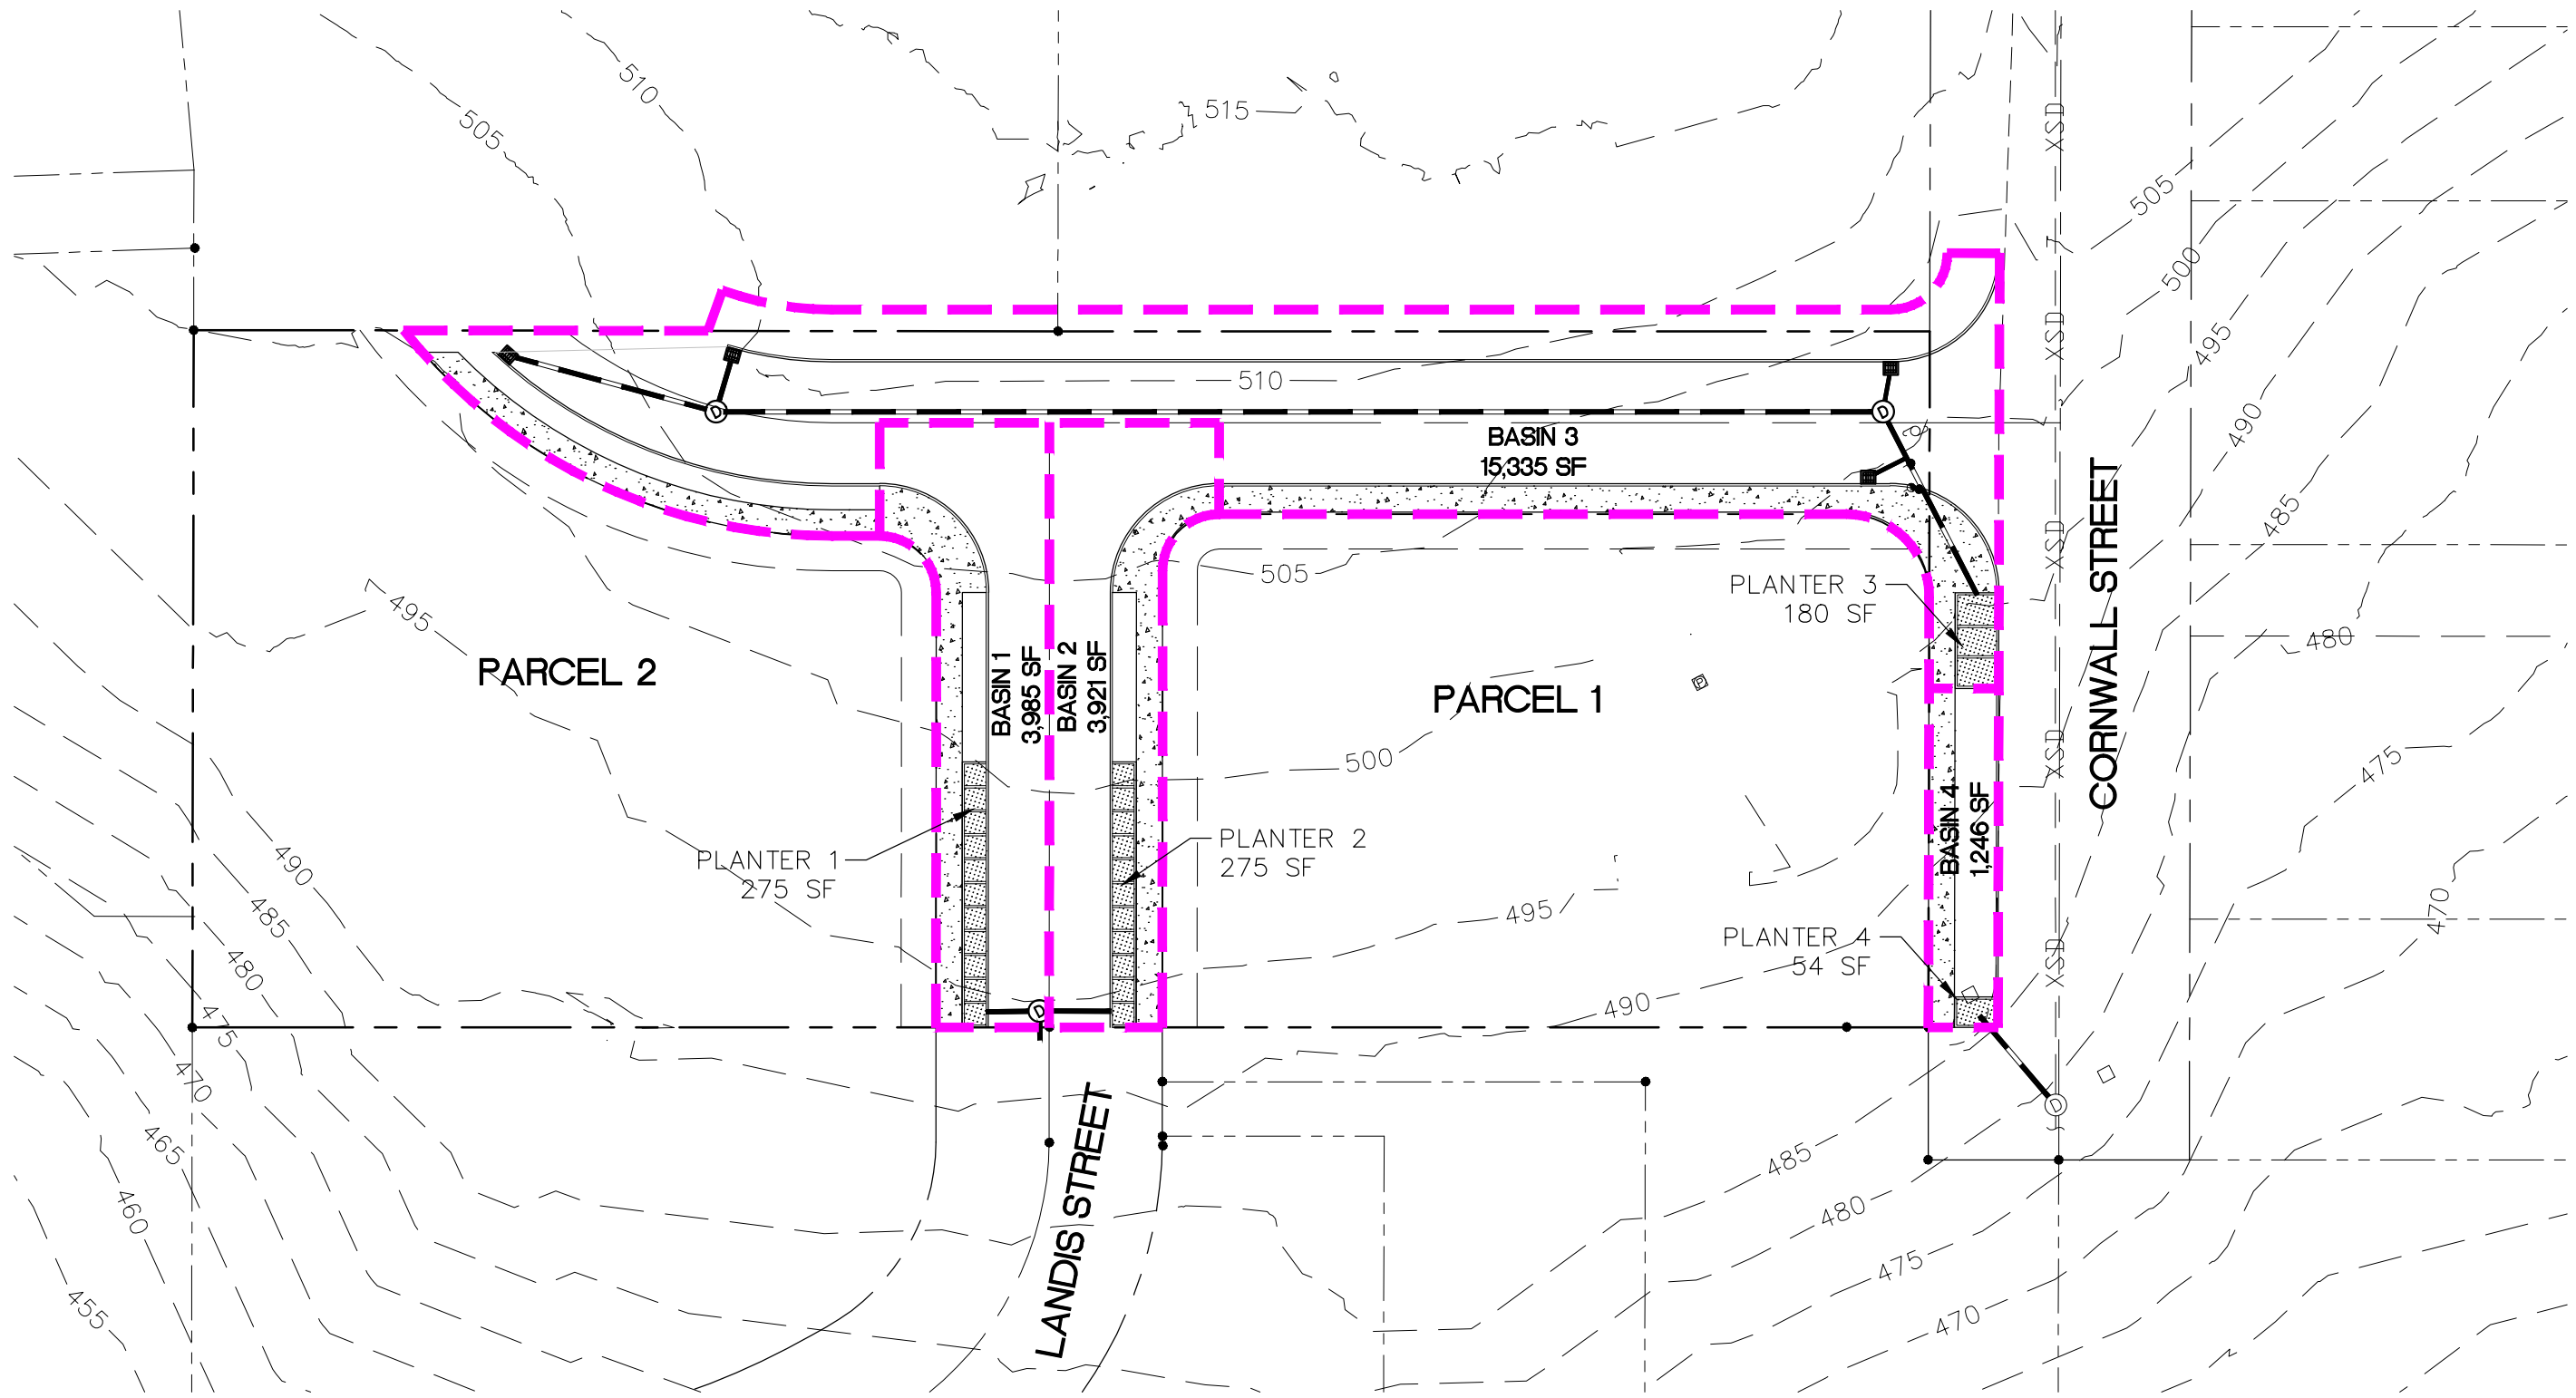 510
505
515
XSD
505
500
XSD
495
510
490
BASIN 3
15,335 SF
485
XSD
505
PLANTER 3
180 SF
495
480
CORNWALL STREET
PARCEL 2
BASIN 1
3,985 SF
BASIN 2
3,921 SF
PARCEL 1
P
500
XSD
475
BASIN 4
1,246 SF
PLANTER 1
275 SF
PLANTER 2
275 SF
490
485
495
470
PLANTER 4
54 SF
XSD
480
490
475
470
D
D
D
D
LANDIS STREET
465
485
460
480
475
455
470